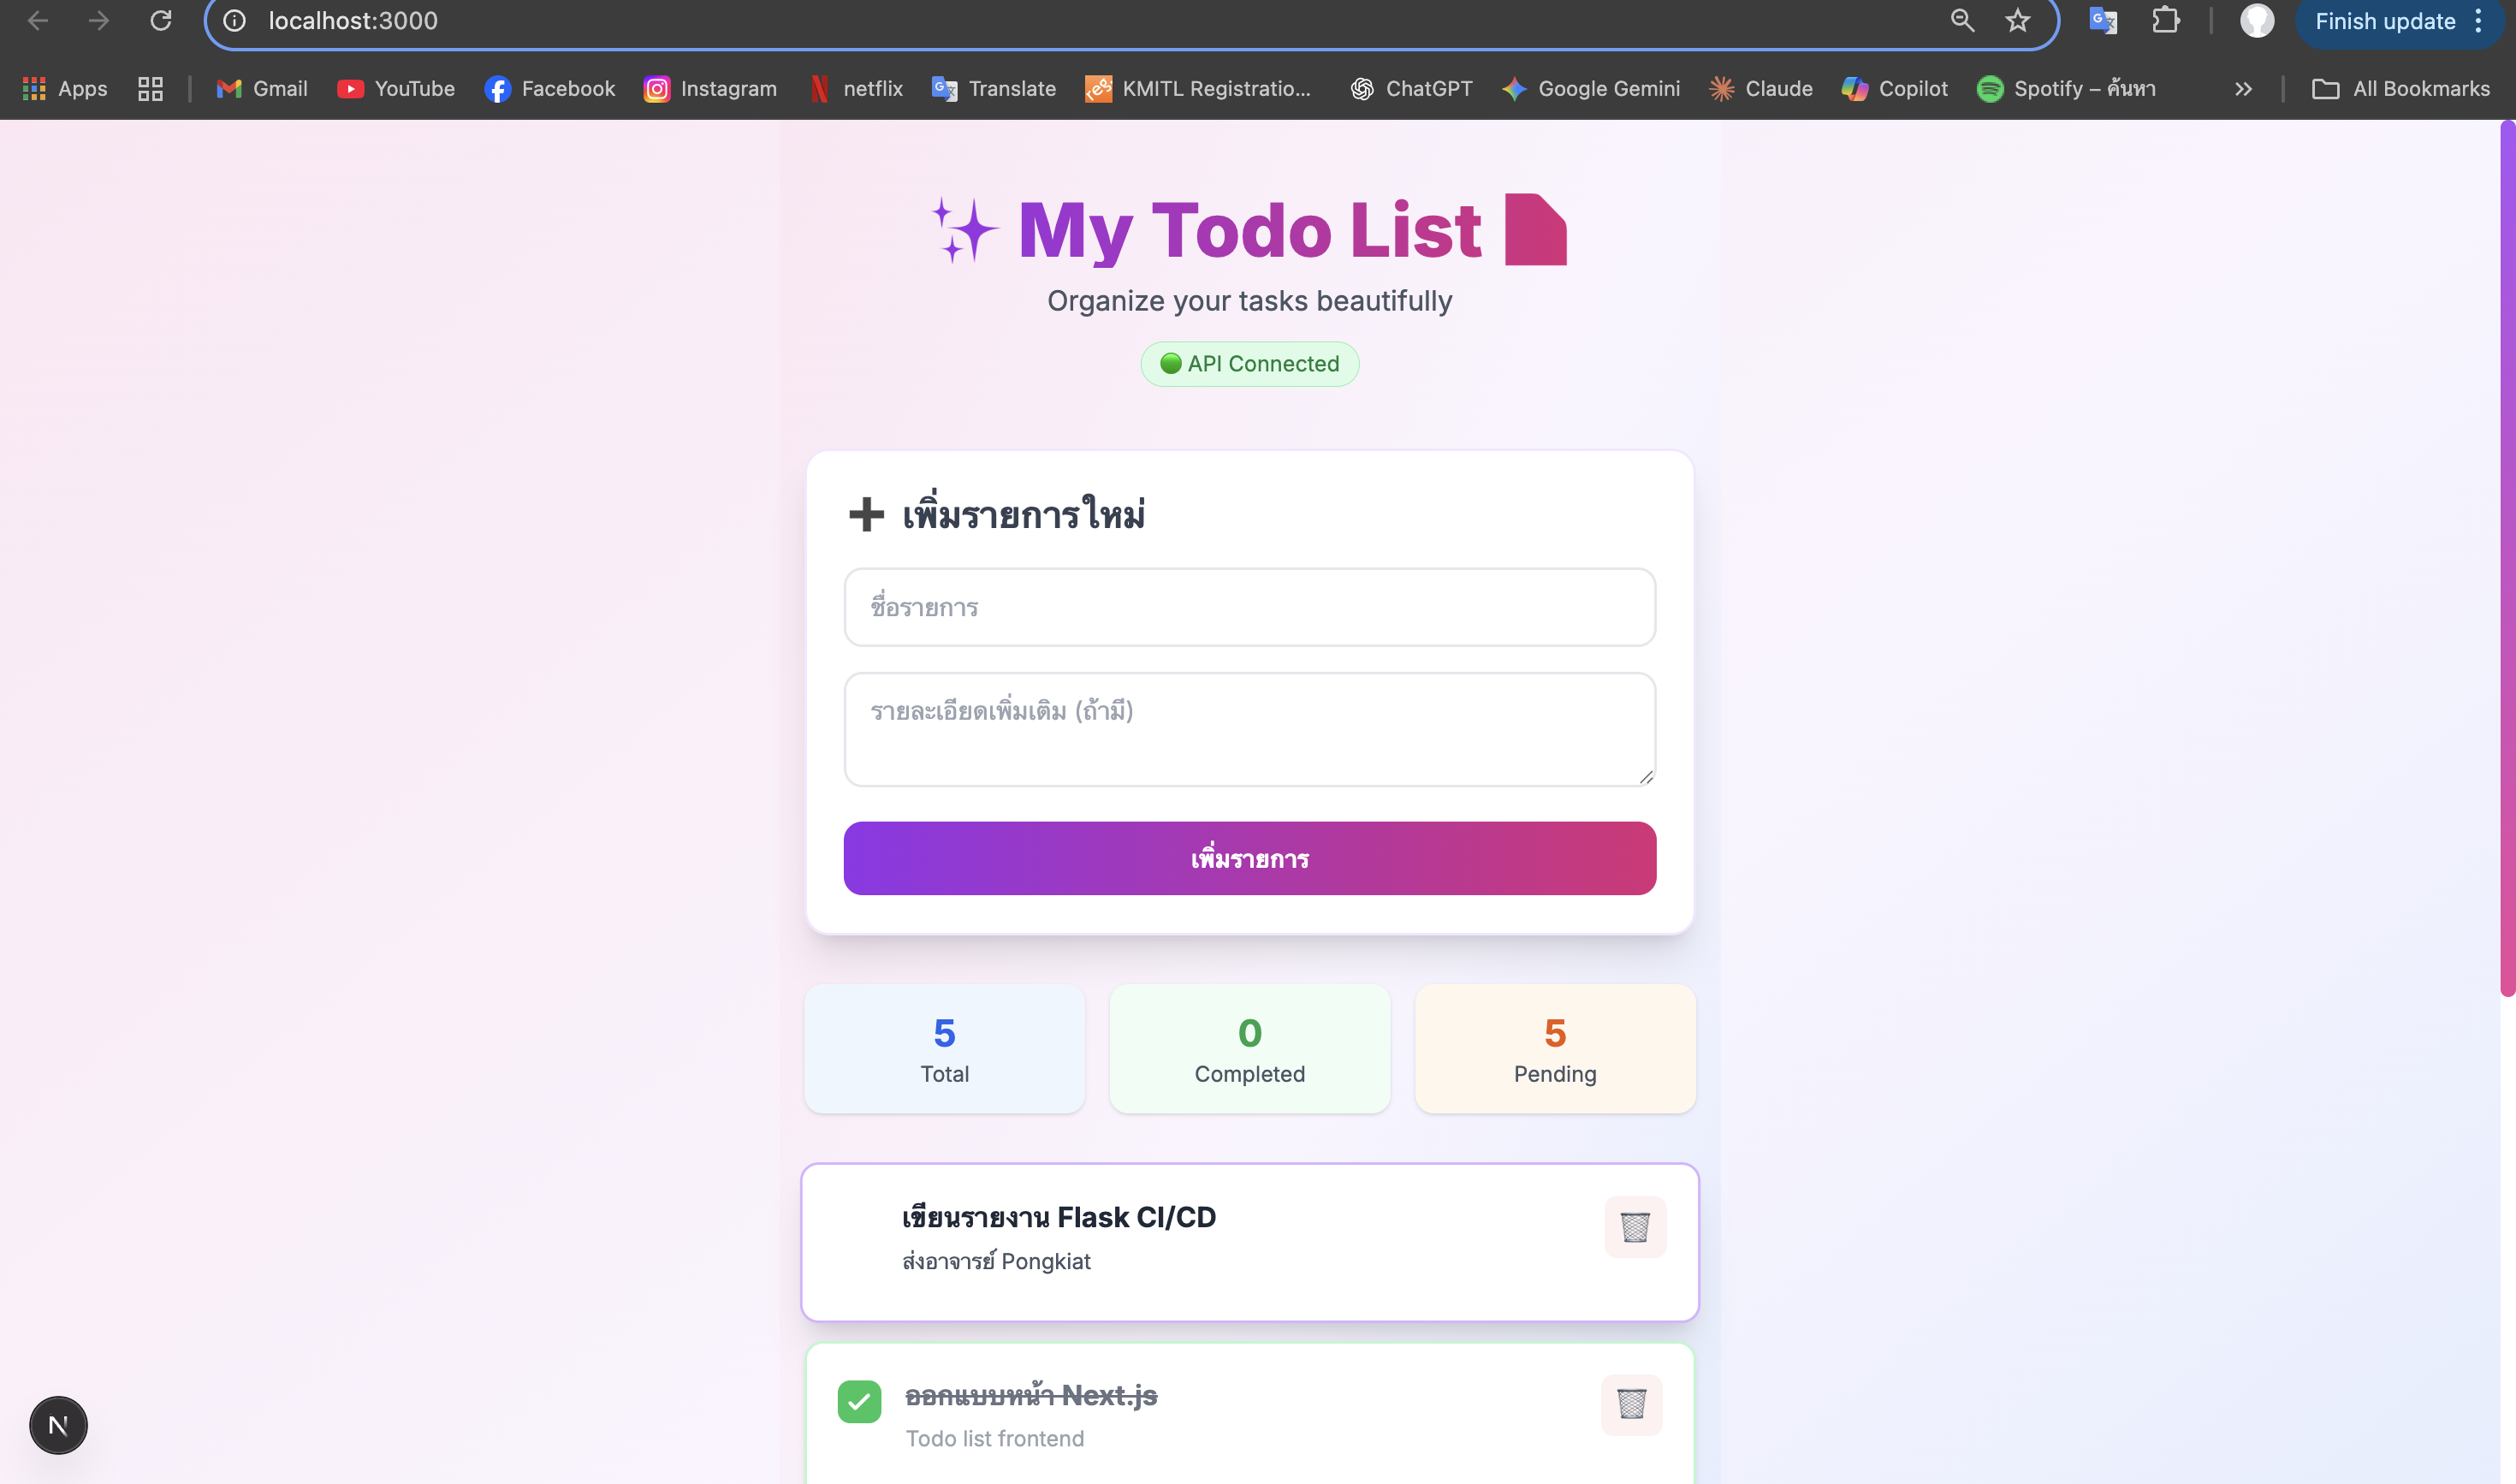 localhost:3000
Finish update
Apps
Gmail
YouTube
Facebook
Instagram
netflix
Translate
KMITL Registratio...
ChatGPT
Google Gemini
Claude
Copilot
Spotify – ค้นหา
All Bookmarks
My Todo List
Organize your tasks beautifully
API Connected
เพิ่มรายการใหม่
ชื่อรายการ
รายละเอียดเพิ่มเติม (ถ้ามี)
เพิ่มรายการ
5
Total
0
Completed
5
Pending
เขียนรายงาน Flask CI/CD
ส่งอาจารย์ Pongkiat
ออกแบบหน้า Next.js
Todo list frontend
N